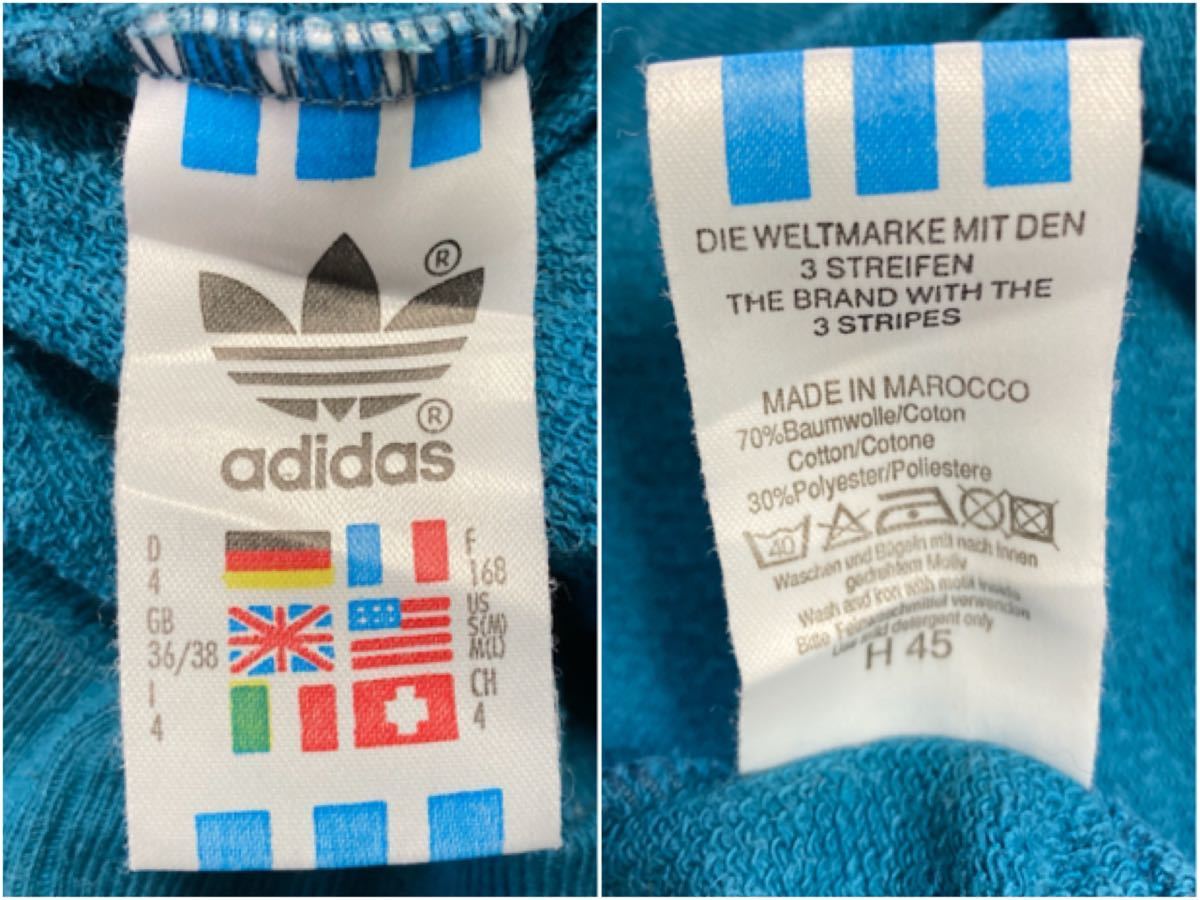 ®
®
adidas
D
4
F
168
GB
36/38
US
S(M)
M(L)
I
4
CH
4
DIE WELTMARKE MIT DEN
3 STREIFEN
THE BRAND WITH THE
3 STRIPES
MADE IN MAROCCO
70%Baumwolle/Coton
Cotton/Cotone
30%Polyester/Poliestere
40
Waschen und Bügeln mit nach Innen
gedrehtem Motiv
Wash and iron with motif inside
Bitte Feinwaschmittel verwenden
Use mild detergent only
H 45